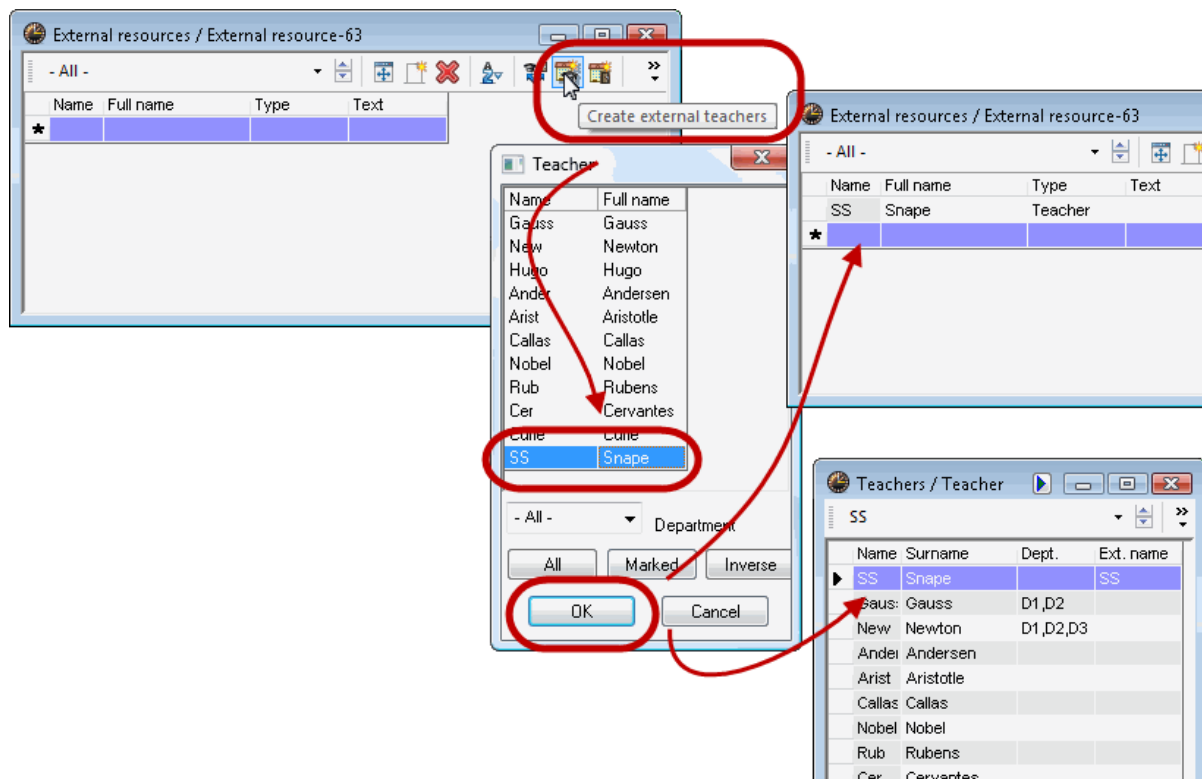 External resources / External resource-63
- All -
Name Full name Type Text
Create external teachers
Teacher
Name Full name
Gauss Gauss
New Newton
Hugo Hugo
Ander Andersen
Arist Aristotle
Callas Callas
Nobel Nobel
Rub Rubens
Cer Cervantes
Curie Curie
SS Snape
- All - Department
All Marked Inverse
OK Cancel
External resources / External resource-63
- All -
Name Full name Type Text
SS Snape Teacher
Teachers / Teacher
SS
Name Surname Dept. Ext. name
SS Snape SS
Gaus: Gauss D1,D2
New Newton D1,D2,D3
Ander Andersen
Arist Aristotle
Callas Callas
Nobel Nobel
Rub Rubens
Cer Cervantes